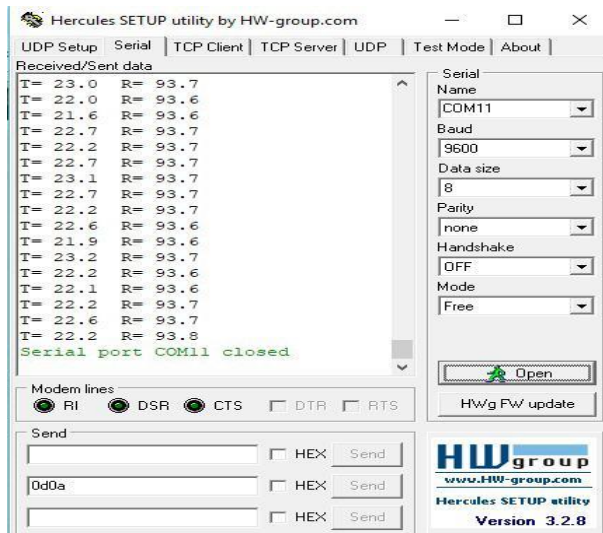 Hercules SETUP utility by HW-group.com
UDP Setup Serial TCP Client TCP Server UDP Test Mode About
Received/Sent data
T= 23.0 R= 93.7
T= 22.0 R= 93.6
T= 21.6 R= 93.6
T= 22.7 R= 93.7
T= 22.2 R= 93.7
T= 22.7 R= 93.7
T= 23.1 R= 93.7
T= 22.7 R= 93.7
T= 22.2 R= 93.7
T= 22.6 R= 93.6
T= 21.9 R= 93.6
T= 23.2 R= 93.7
T= 22.2 R= 93.6
T= 22.1 R= 93.6
T= 22.2 R= 93.7
T= 22.6 R= 93.7
T= 22.2 R= 93.8
Serial port COM11 closed
Serial
Name
COM11
Baud
9600
Data size
8
Parity
none
Handshake
OFF
Mode
Free
Open
HWg FW update
Modem lines
RI DSR CTS DTR RTS
Send
HEX Send
0d0a HEX Send
HEX Send
HW group
www.HW-group.com
Hercules SETUP utility
Version 3.2.8